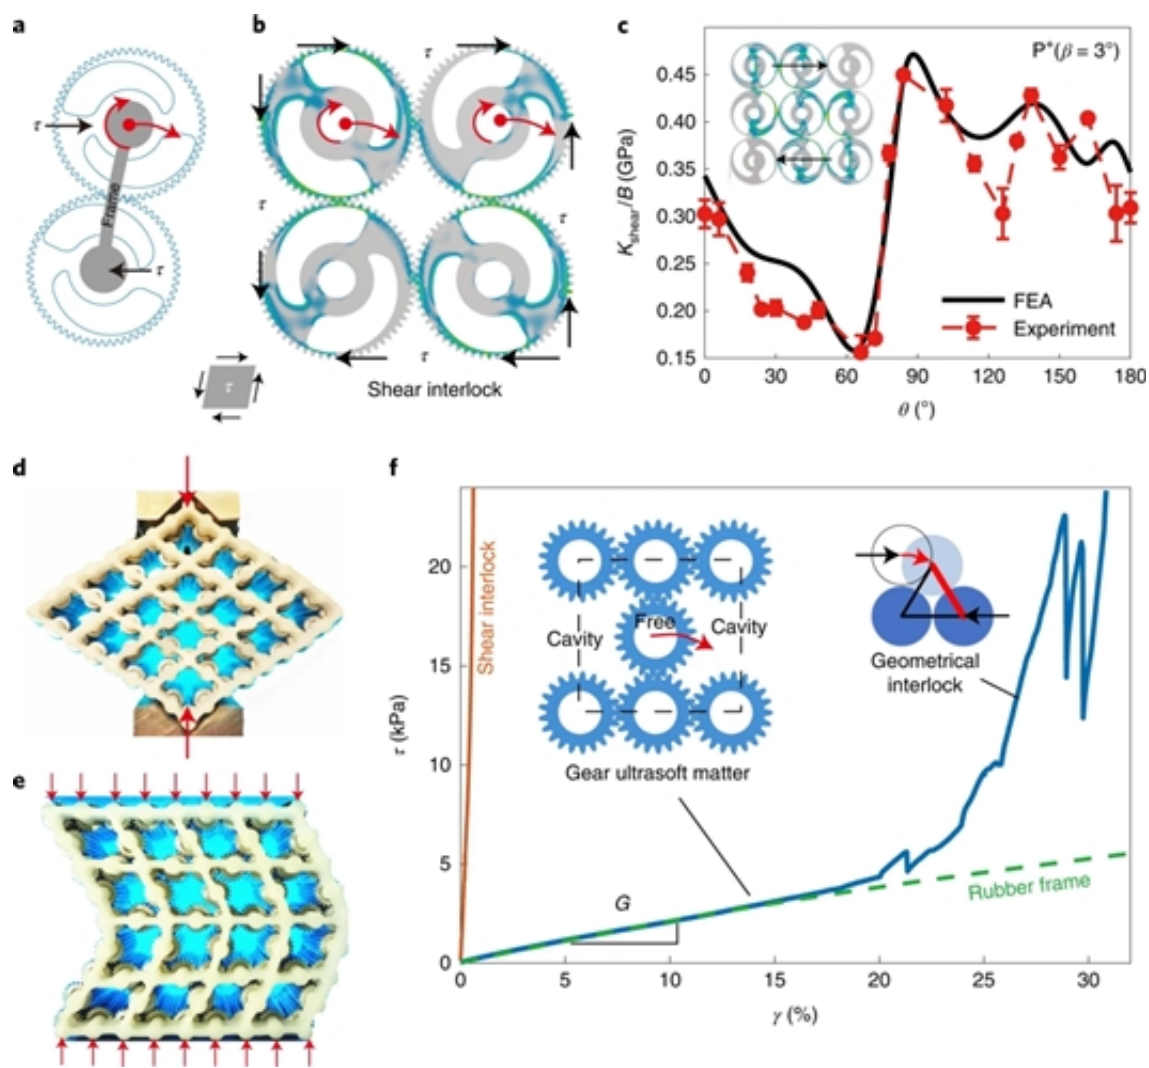 a
τ
Frame
τ
b
τ
τ
τ
τ
τ
Shear interlock
c
P*(β = 3°)
K_shear/B (GPa)
0.45
0.40
0.35
0.30
0.25
0.20
0.15
FEA
Experiment
0
30
60
90
120
150
180
θ (°)
d
e
f
τ (kPa)
20
15
10
5
0
Shear interlock
Cavity
Free
Cavity
Gear ultrasoft matter
Geometrical
interlock
G
Rubber frame
0
5
10
15
20
25
30
γ (%)